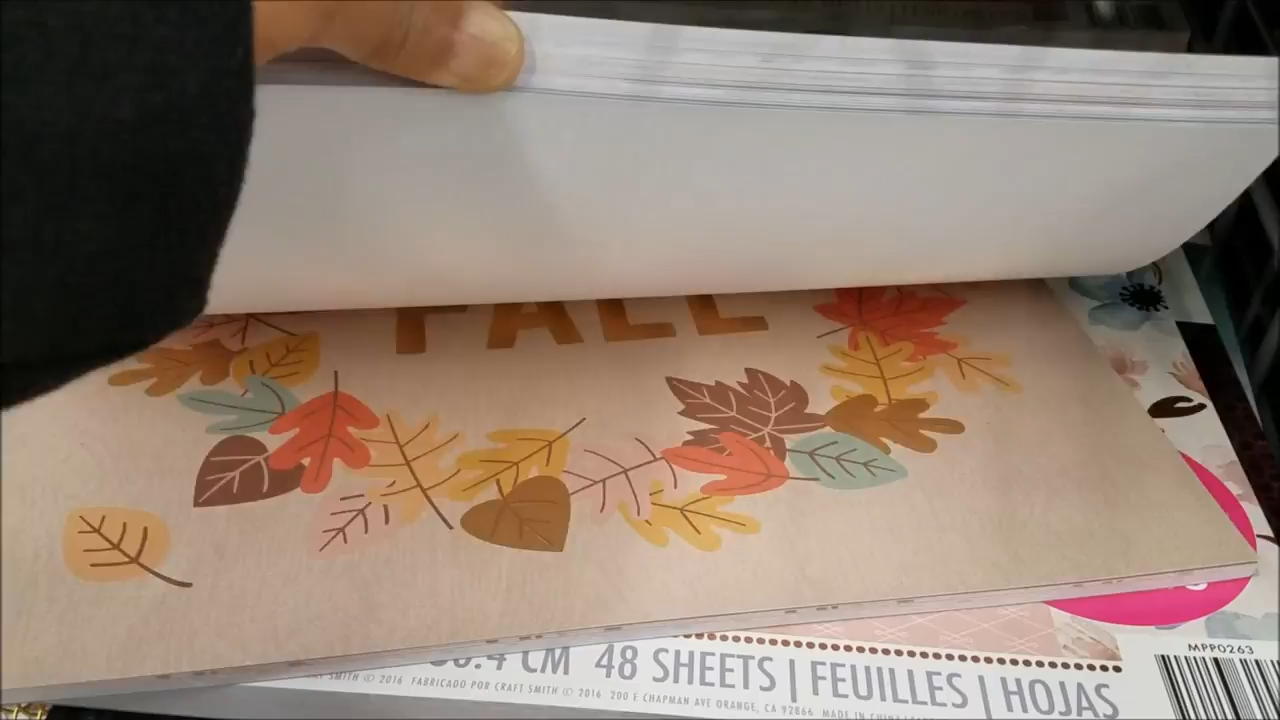 FALL
.4 CM 48 SHEETS | FEUILLES | HOJAS
SMITH © 2016 FABRICADO POR CRAFT SMITH © 2016 200 E CHAPMAN AVE ORANGE, CA 92866 MADE IN CHINA
MPP0263